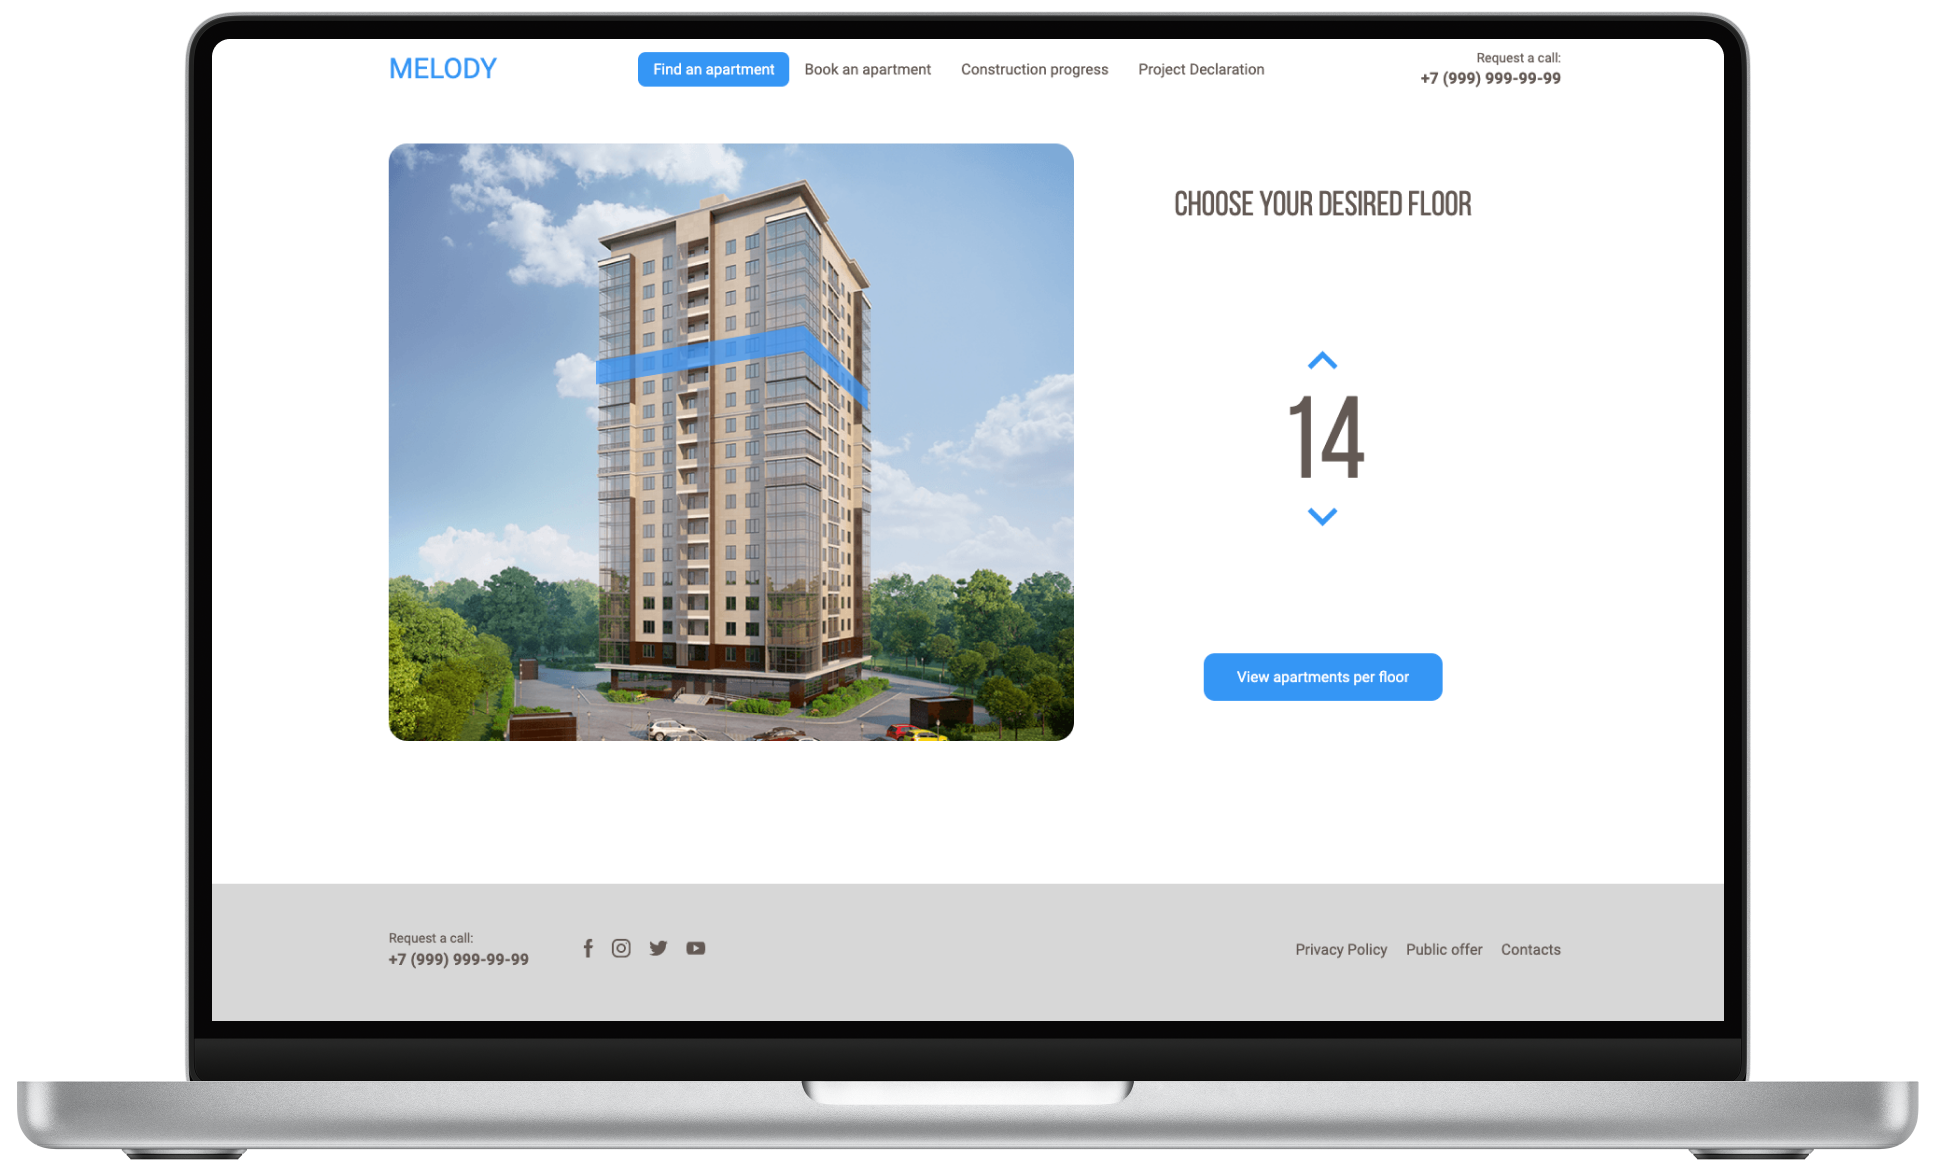 MELODY
Find an apartment
Book an apartment
Construction progress
Project Declaration
Request a call:
+7 (999) 999-99-99
CHOOSE YOUR DESIRED FLOOR
14
View apartments per floor
Request a call:
+7 (999) 999-99-99
Privacy Policy
Public offer
Contacts